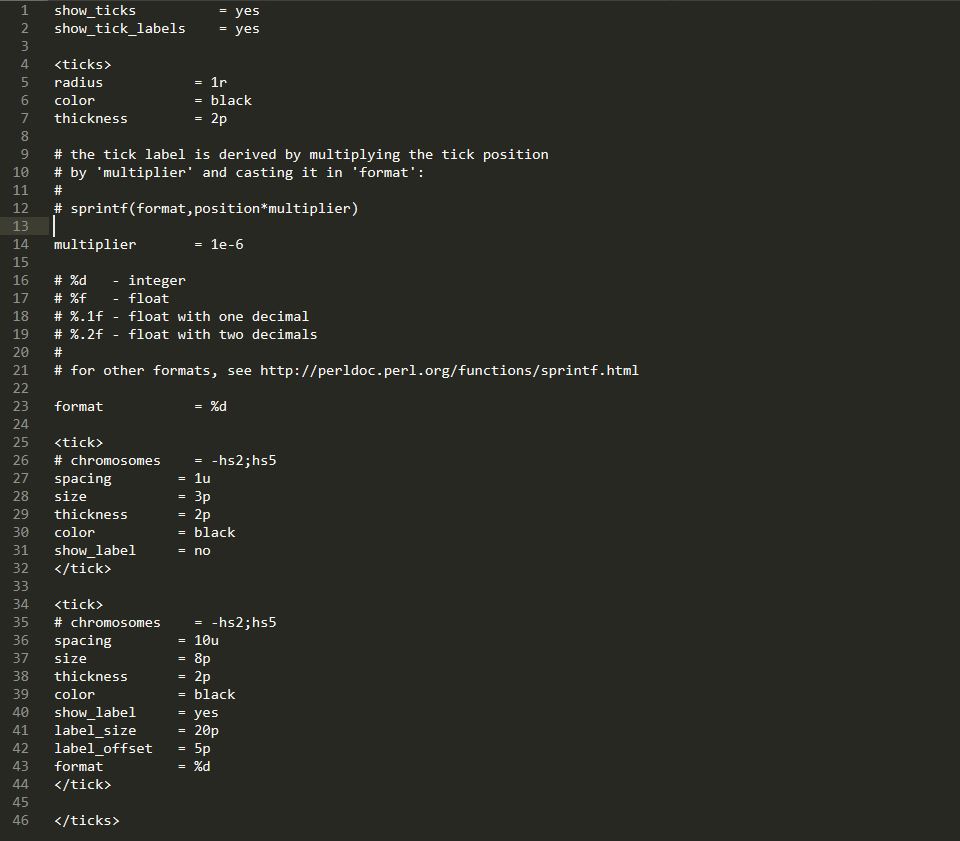 1 show_ticks          = yes
2 show_tick_labels    = yes
3
4 <ticks>
5 radius           = 1r
6 color            = black
7 thickness        = 2p
8
9 # the tick label is derived by multiplying the tick position
10 # by 'multiplier' and casting it in 'format':
11 #
12 # sprintf(format,position*multiplier)
13
14 multiplier       = 1e-6
15
16 # %d   - integer
17 # %f   - float
18 # %.1f - float with one decimal
19 # %.2f - float with two decimals
20 #
21 # for other formats, see http://perldoc.perl.org/functions/sprintf.html
22
23 format           = %d
24
25 <tick>
26 # chromosomes    = -hs2;hs5
27 spacing        = 1u
28 size           = 3p
29 thickness      = 2p
30 color          = black
31 show_label     = no
32 </tick>
33
34 <tick>
35 # chromosomes    = -hs2;hs5
36 spacing        = 10u
37 size           = 8p
38 thickness      = 2p
39 color          = black
40 show_label     = yes
41 label_size     = 20p
42 label_offset   = 5p
43 format         = %d
44 </tick>
45
46 </ticks>